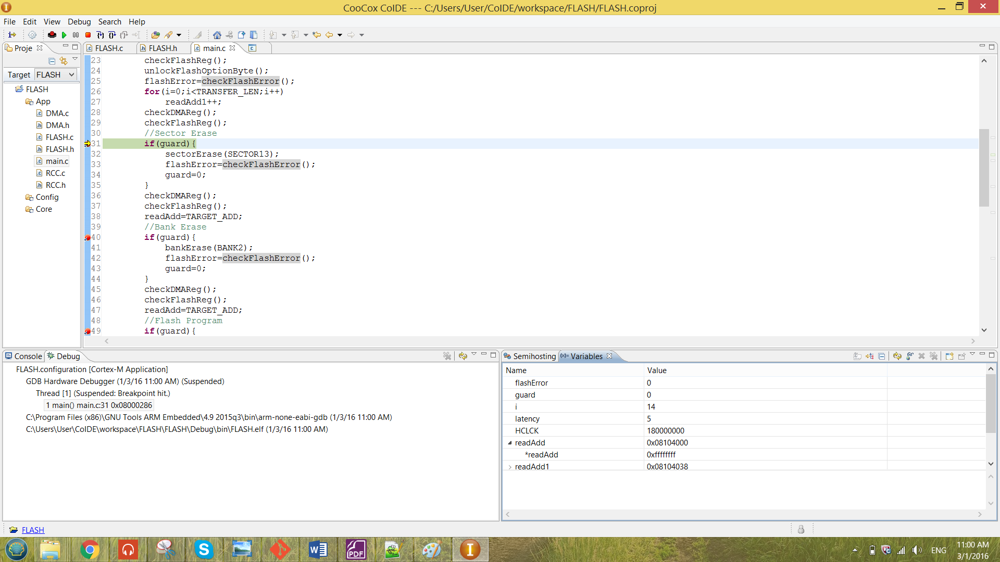 CooCox CoIDE --- C:/Users/User/CoIDE/workspace/FLASH/FLASH.coproj
File Edit View Debug Search Help
Proje
FLASH.c FLASH.h main.c
Target FLASH
FLASH
App
DMA.c
DMA.h
FLASH.c
FLASH.h
main.c
RCC.c
RCC.h
Config
Core
23 checkFlashReg();
24 unlockFlashOptionByte();
25 flashError=checkFlashError();
26 for(i=0;i<TRANSFER_LEN;i++)
27 readAdd1++;
28 checkDMAReg();
29 checkFlashReg();
30 //Sector Erase
31 if(guard){
32 sectorErase(SECTOR13);
33 flashError=checkFlashError();
34 guard=0;
35 }
36 checkDMAReg();
37 checkFlashReg();
38 readAdd=TARGET_ADD;
39 //Bank Erase
40 if(guard){
41 bankErase(BANK2);
42 flashError=checkFlashError();
43 guard=0;
44 }
45 checkDMAReg();
46 checkFlashReg();
47 readAdd=TARGET_ADD;
48 //Flash Program
49 if(guard){
Console Debug
FLASH.configuration [Cortex-M Application]
GDB Hardware Debugger (1/3/16 11:00 AM) (Suspended)
Thread [1] (Suspended: Breakpoint hit.)
1 main() main.c:31 0x08000286
C:\Program Files (x86)\GNU Tools ARM Embedded\4.9 2015q3\bin\arm-none-eabi-gdb (1/3/16 11:00 AM)
C:\Users\User\CoIDE\workspace\FLASH\FLASH\Debug\bin\FLASH.elf (1/3/16 11:00 AM)
Semihosting Variables
Name Value
flashError 0
guard 0
i 14
latency 5
HCLCK 180000000
readAdd 0x08104000
*readAdd 0xffffffff
readAdd1 0x08104038
FLASH
PDF
ENG
11:00 AM
3/1/2016